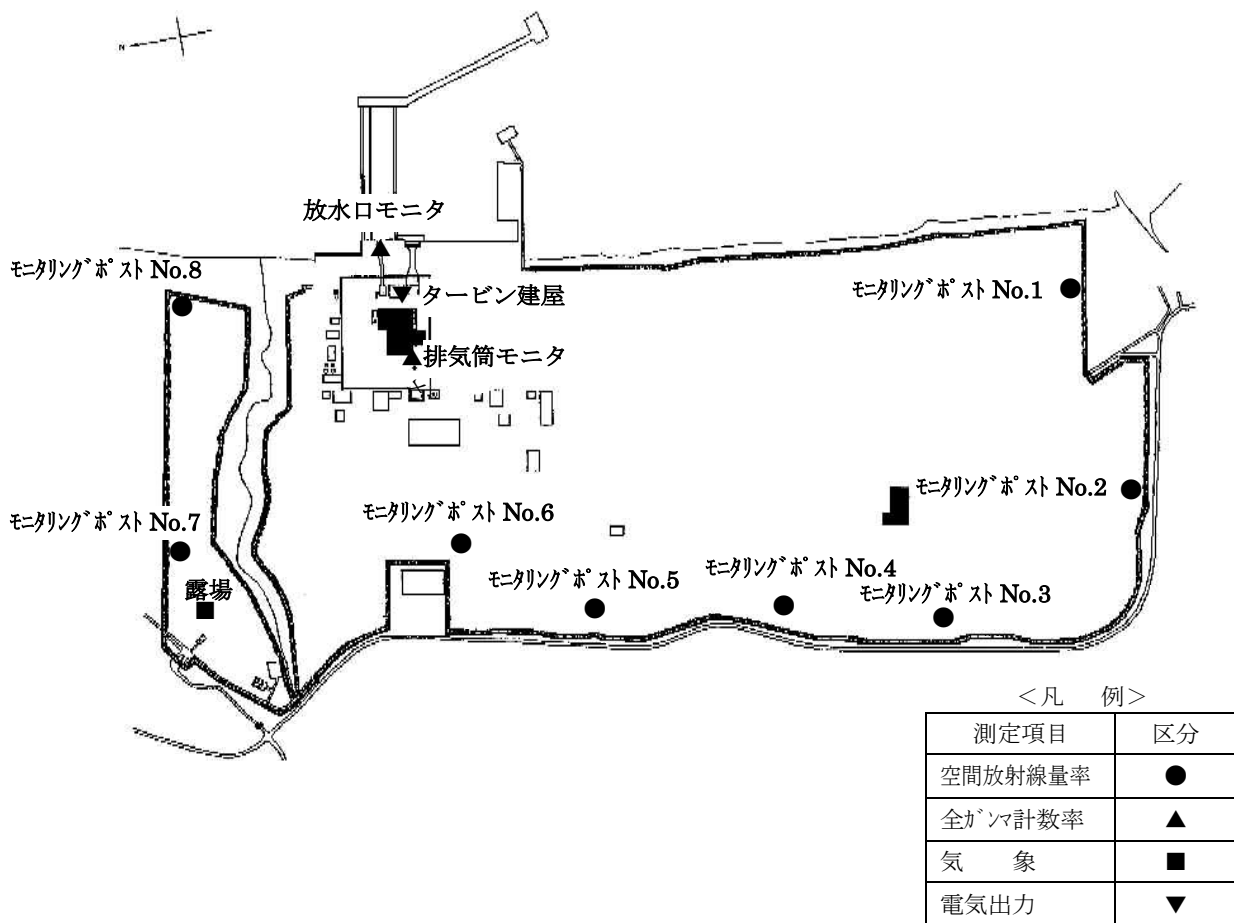 N
放水口モニタ
モニタリングポスト No.8
タービン建屋
モニタリングポスト No.1
排気筒モニタ
モニタリングポスト No.2
モニタリングポスト No.7
モニタリングポスト No.6
モニタリングポスト No.5
モニタリングポスト No.4
モニタリングポスト No.3
露場
＜凡　例＞
測定項目 区分
空間放射線量率 ●
全ガンマ計数率 ▲
気　象 ■
電気出力 ▼